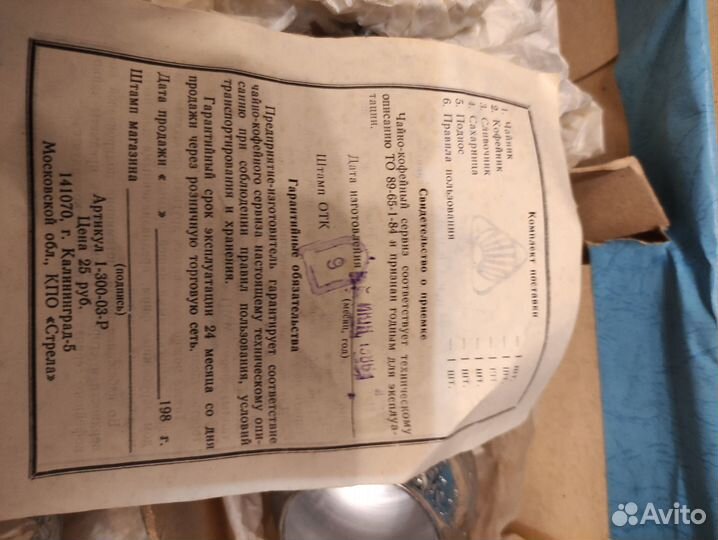 Комплект поставки
1. Чайник — 1 шт.
2. Кофейник — 1 шт.
3. Сливочник — 1 шт.
4. Сахарница — 1 шт.
5. Поднос — 1 шт.
6. Правила пользования — 1 шт.
Свидетельство о приемке
Чайно-кофейный сервиз соответствует техническому
описанию ТО 89-65-1-84 и признан годным для эксплуа-
тации.
Дата изготовления
(месяц, год)
Штамп ОТК
9
Гарантийные обязательства
Предприятие-изготовитель гарантирует соответствие
чайно-кофейного сервиза настоящему техническому опи-
санию при соблюдении правил пользования, условий
транспортирования и хранения.
Гарантийный срок эксплуатации 24 месяца со дня
продажи через розничную торговую сеть.
Дата продажи « » 198 г.
Штамп магазина
(подпись)
Артикул 1-300-03-Р
Цена 25 руб.
141070, г. Калининград-5
Московской обл., КПО «Стрела»
Avito